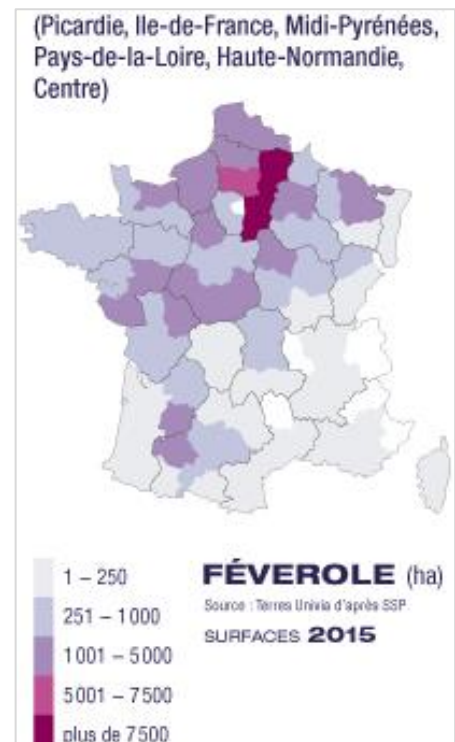 (Picardie, Ile-de-France, Midi-Pyrénées,
Pays-de-la-Loire, Haute-Normandie,
Centre)
FÉVEROLE (ha)
Source : Terres Univia d'après SSP
SURFACES 2015
1 – 250
251 – 1000
1001 – 5000
5001 – 7500
plus de 7500